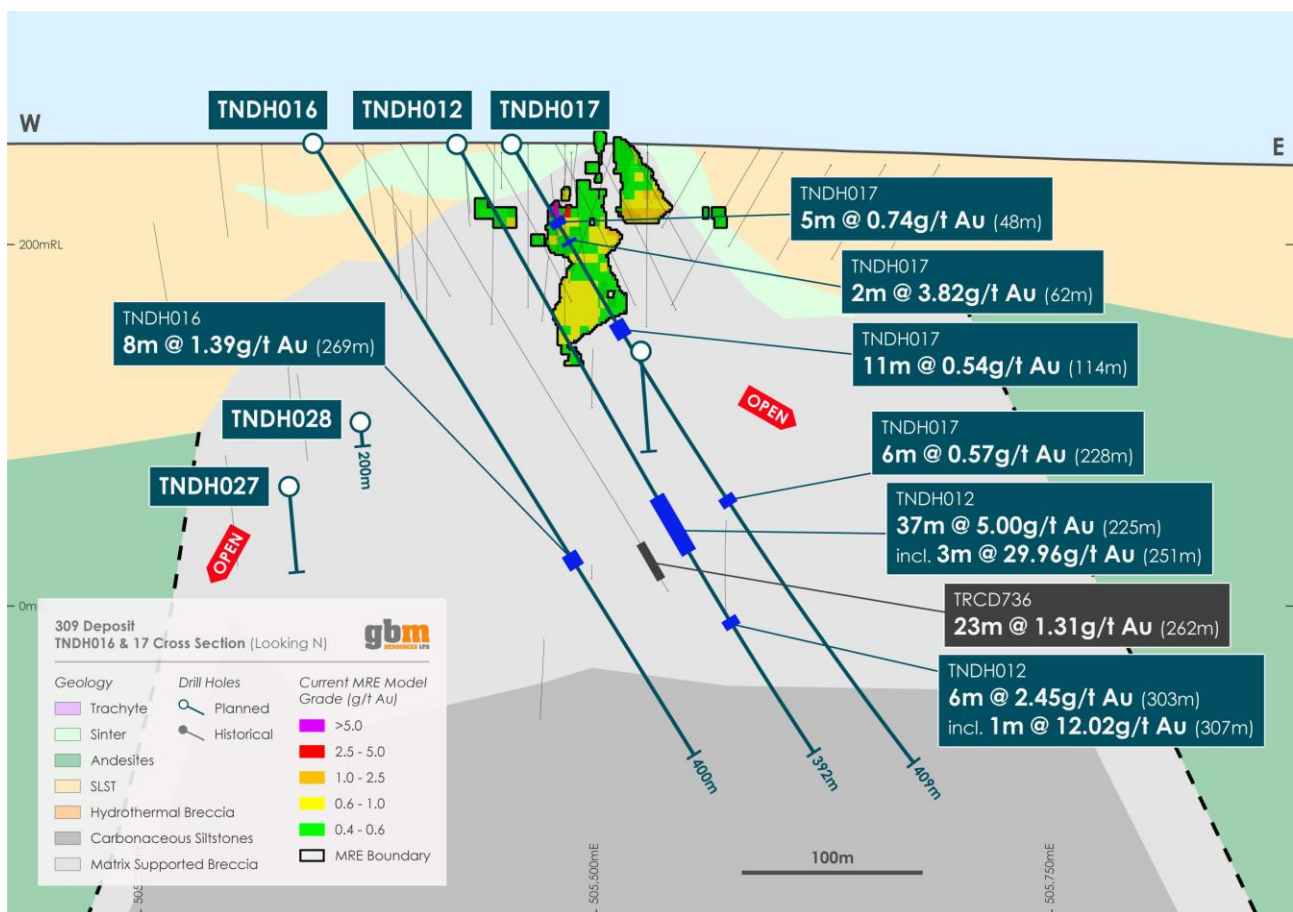 TNDH016
TNDH012
TNDH017
W
E
TNDH017
5m @ 0.74g/t Au (48m)
200mRL
TNDH017
2m @ 3.82g/t Au (62m)
TNDH016
8m @ 1.39g/t Au (269m)
TNDH017
11m @ 0.54g/t Au (114m)
OPEN
TNDH028
200m
TNDH017
6m @ 0.57g/t Au (228m)
TNDH027
OPEN
TNDH012
37m @ 5.00g/t Au (225m)
incl. 3m @ 29.96g/t Au (251m)
TRCD736
23m @ 1.31g/t Au (262m)
TNDH012
6m @ 2.45g/t Au (303m)
incl. 1m @ 12.02g/t Au (307m)
309 Deposit
TNDH016 & 17 Cross Section (Looking N)
gbm
RESOURCES LTD
Geology
Trachyte
Sinter
Andesites
SLST
Hydrothermal Breccia
Carbonaceous Siltstones
Matrix Supported Breccia
Drill Holes
Planned
Historical
Current MRE Model
Grade (g/t Au)
>5.0
2.5 - 5.0
1.0 - 2.5
0.6 - 1.0
0.4 - 0.6
MRE Boundary
400m
392m
409m
100m
505,500mE
505,750mE